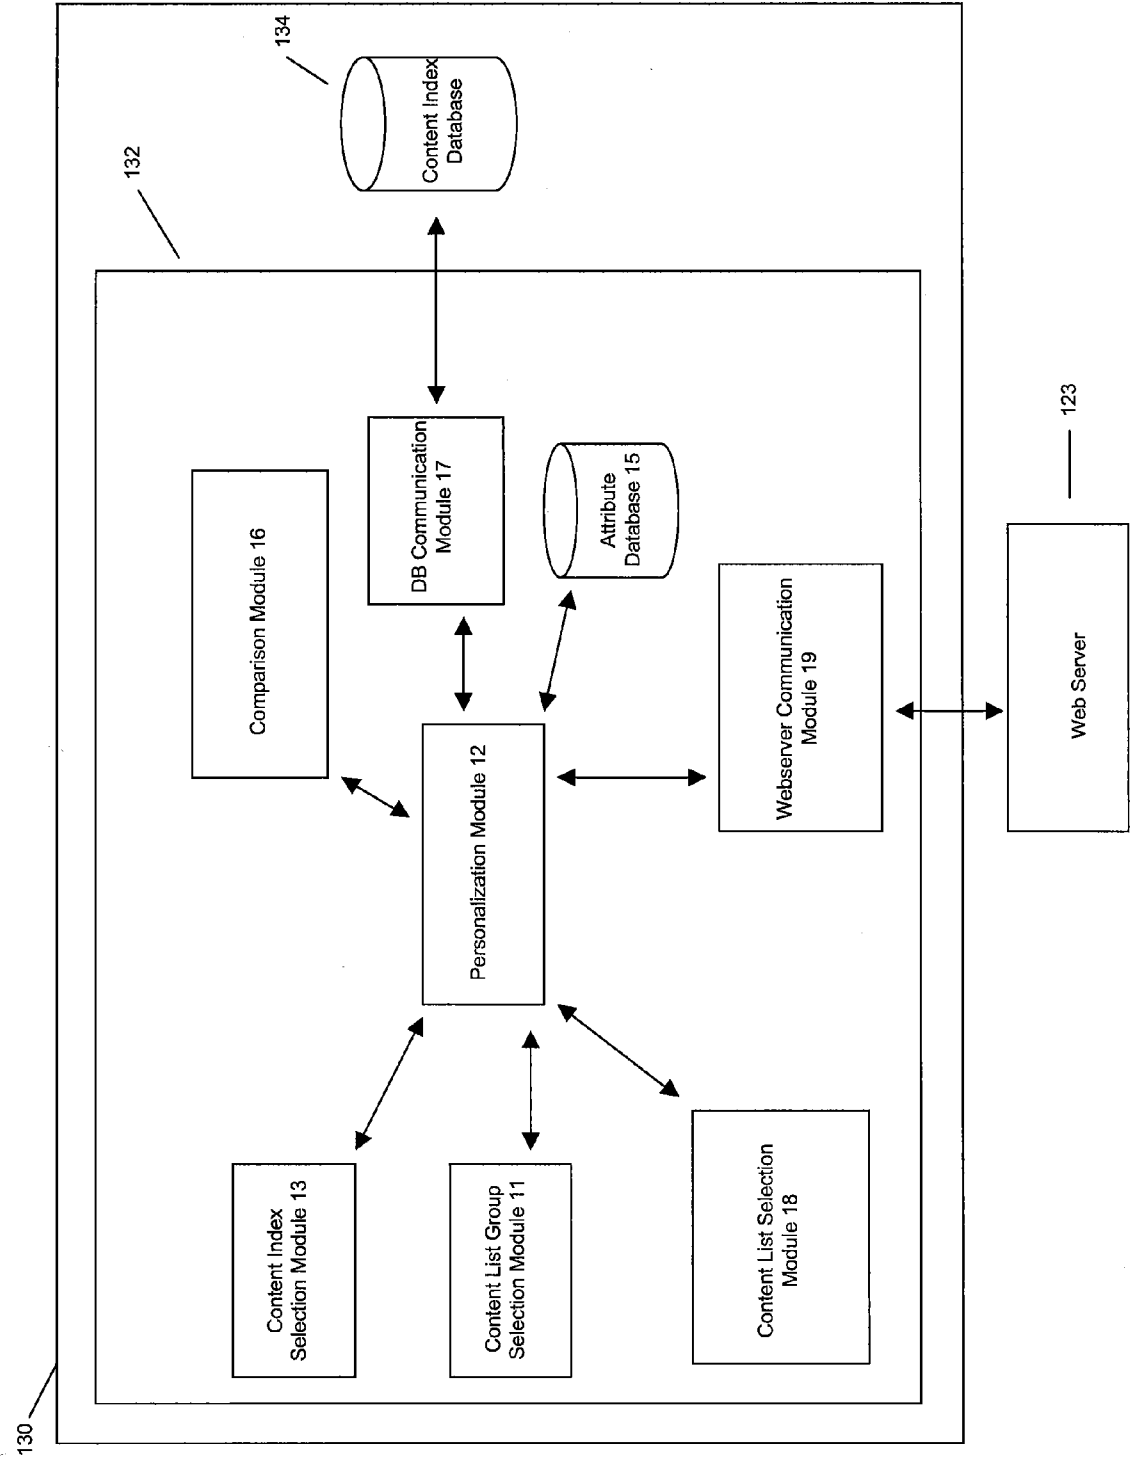 130
132
134
Content Index
Selection Module 13
Comparison Module 16
Content Index
Database
DB Communication
Module 17
Content List Group
Selection Module 11
Personalization Module 12
Attribute
Database 15
Content List Selection
Module 18
Webserver Communication
Module 19
Web Server
123